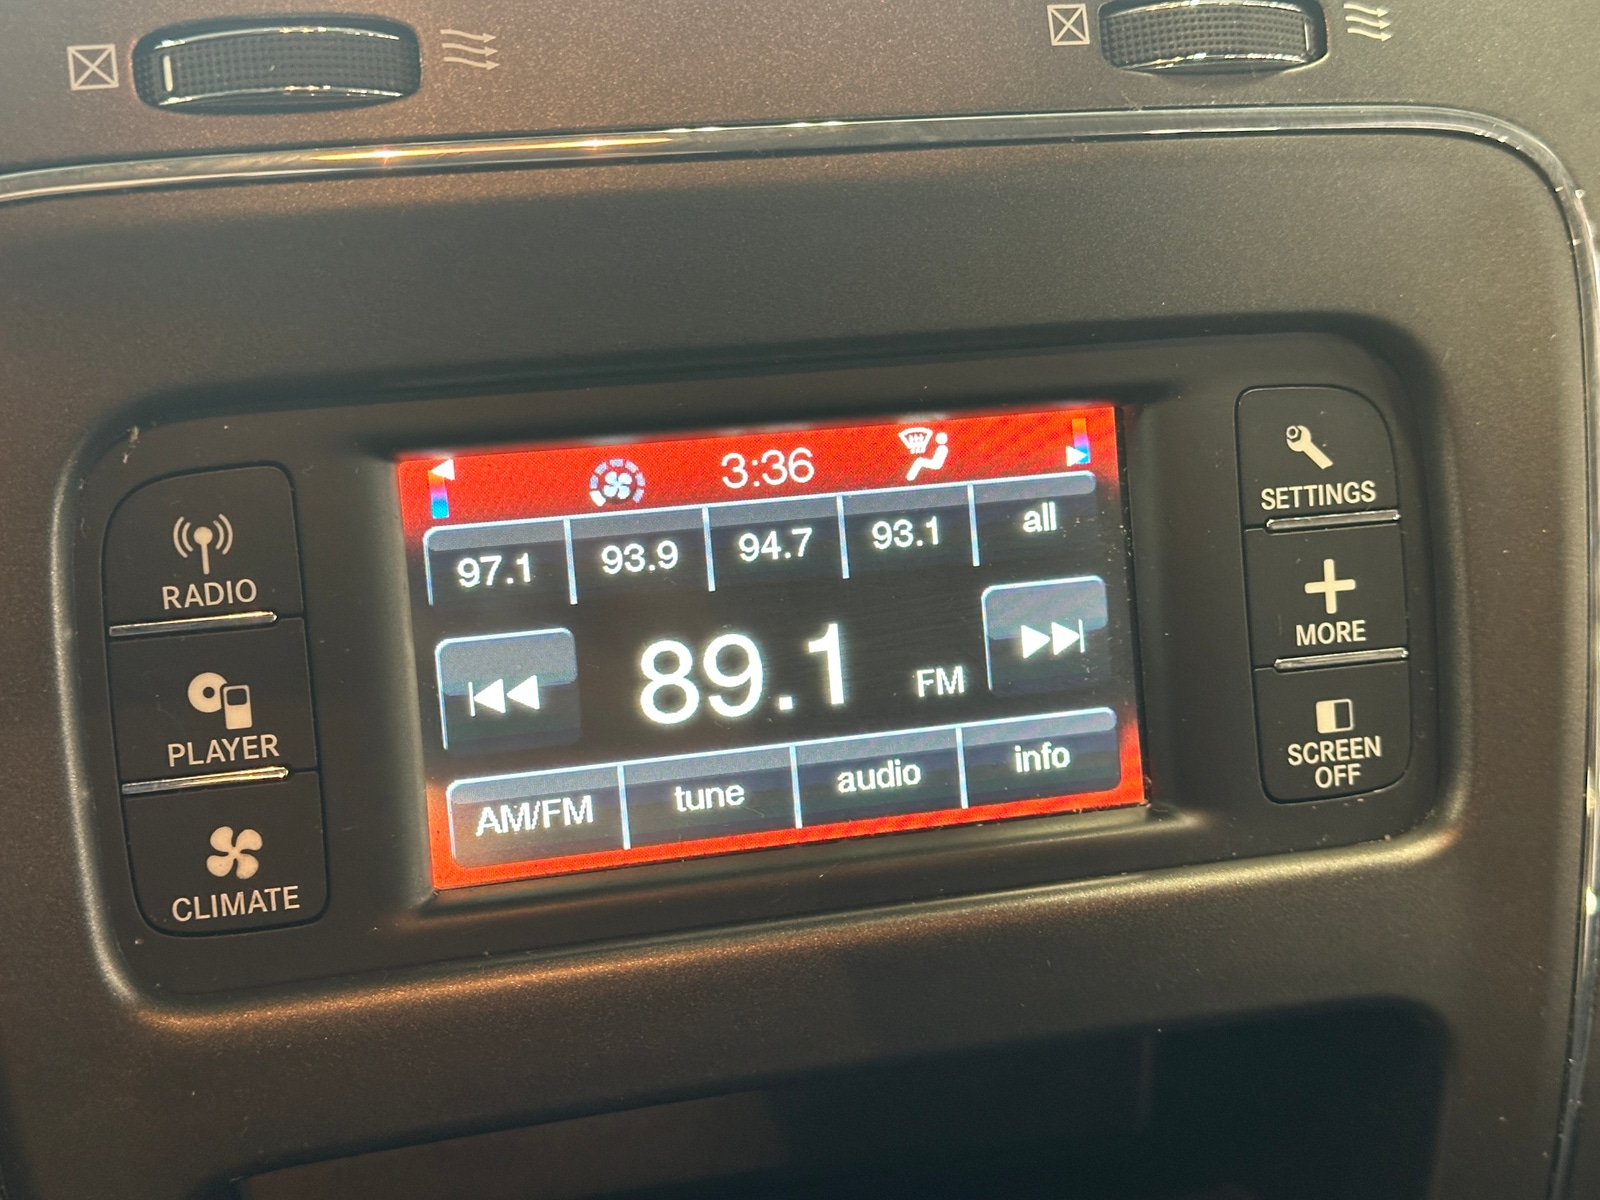 3:36
97.1 93.9 94.7 93.1 all
89.1 FM
AM/FM tune audio info
RADIO
PLAYER
CLIMATE
SETTINGS
MORE
SCREEN
OFF